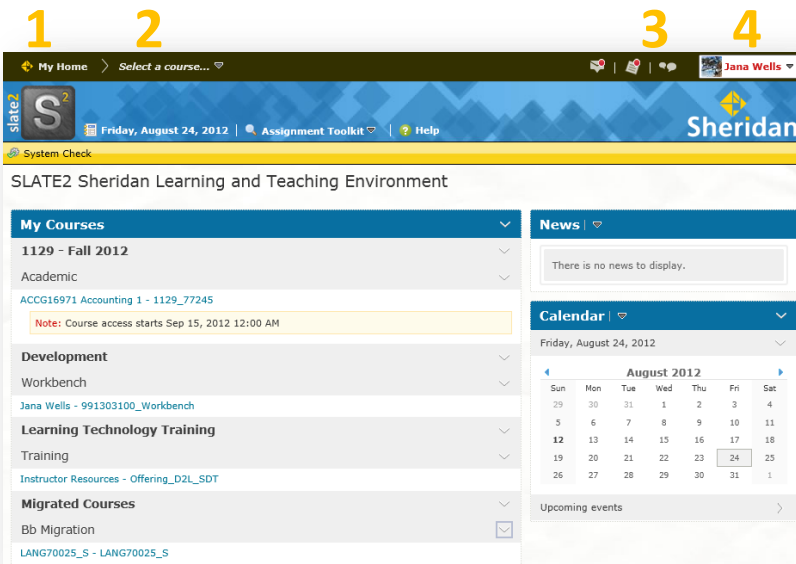 1 2 3 4
My Home Select a course... Jana Wells
slate2 S2 Friday, August 24, 2012 | Assignment Toolkit | Help Sheridan
System Check
SLATE2 Sheridan Learning and Teaching Environment
My Courses
1129 - Fall 2012
Academic
ACCG16971 Accounting 1 - 1129_77245
Note: Course access starts Sep 15, 2012 12:00 AM
Development
Workbench
Jana Wells - 991303100_Workbench
Learning Technology Training
Training
Instructor Resources - Offering_D2L_SDT
Migrated Courses
Bb Migration
LANG70025_S - LANG70025_S
News
There is no news to display.
Calendar
Friday, August 24, 2012
August 2012
Sun Mon Tue Wed Thu Fri Sat
29 30 31 1 2 3 4
5 6 7 8 9 10 11
12 13 14 15 16 17 18
19 20 21 22 23 24 25
26 27 28 29 30 31 1
Upcoming events